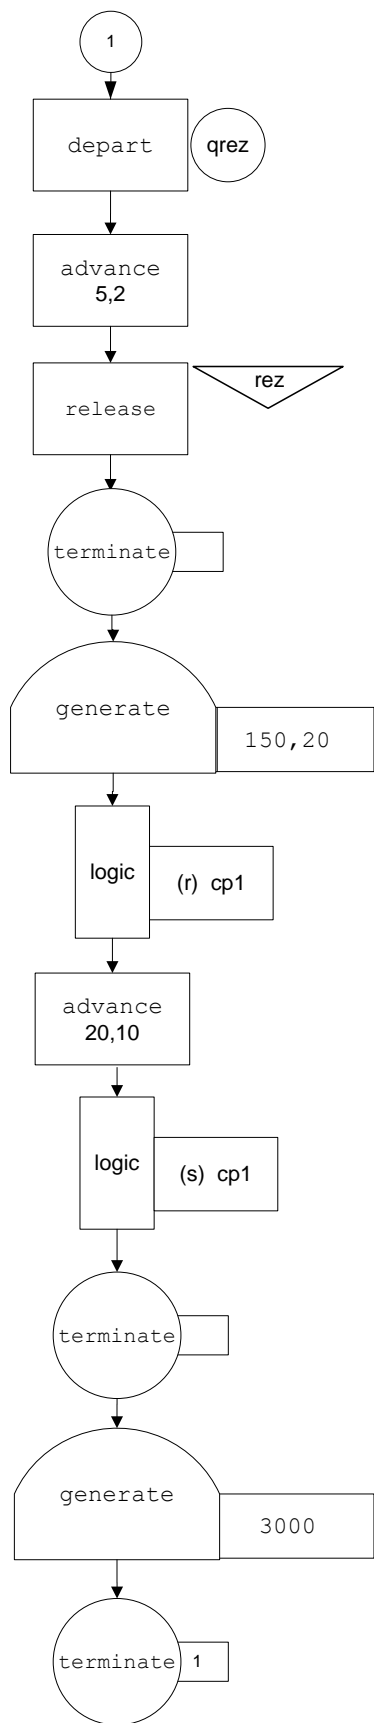 1
depart
qrez
advance
5,2
release
rez
terminate
generate
150,20
logic
(r) cp1
advance
20,10
logic
(s) cp1
terminate
generate
3000
terminate
1